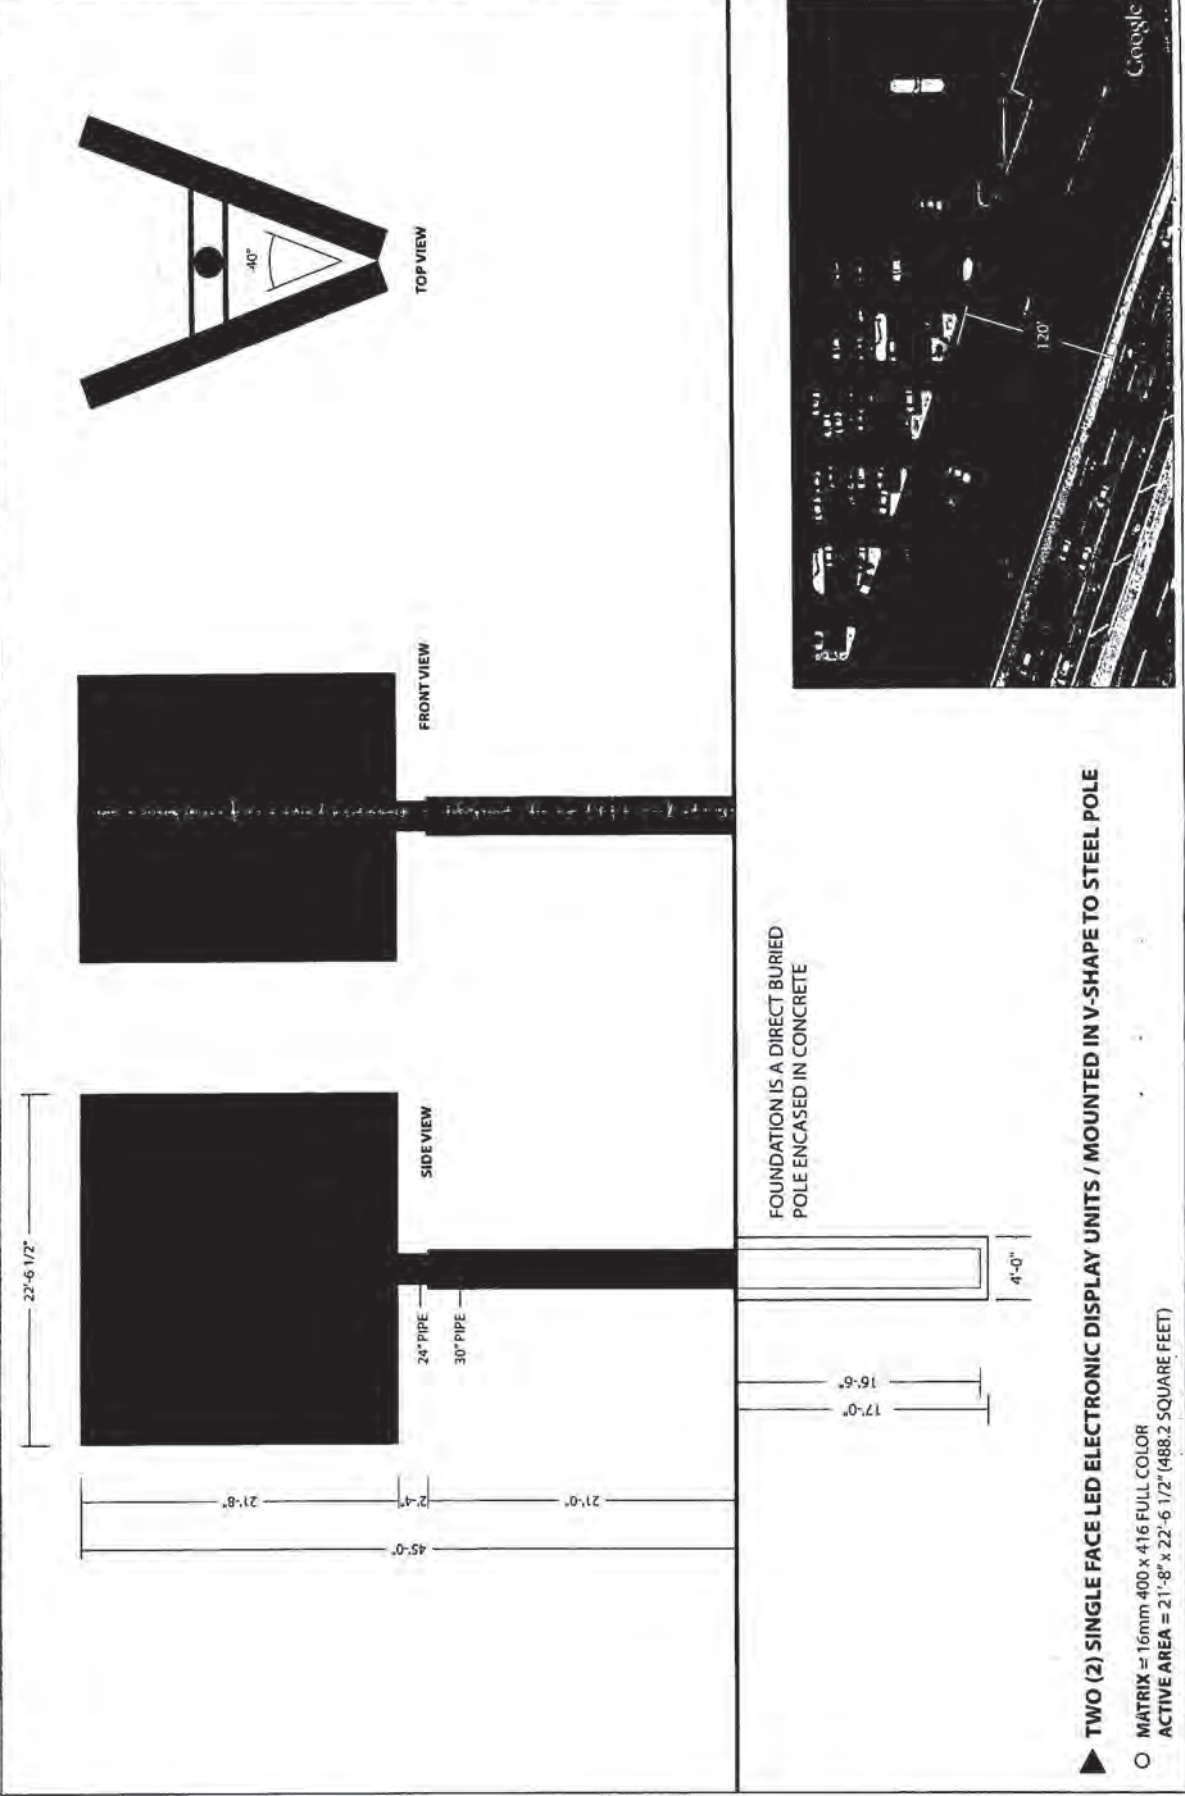 22'-6 1/2"
21'-8"
2'-4"
21'-0"
45'-0"
24" PIPE
30" PIPE
SIDE VIEW
FRONT VIEW
40°
TOP VIEW
16'-6"
17'-0"
4'-0"
FOUNDATION IS A DIRECT BURIED
POLE ENCASED IN CONCRETE
120'
Google
TWO (2) SINGLE FACE LED ELECTRONIC DISPLAY UNITS / MOUNTED IN V-SHAPE TO STEEL POLE
MATRIX = 16mm 400 x 416 FULL COLOR
ACTIVE AREA = 21'-8" x 22'-6 1/2" (488.2 SQUARE FEET)